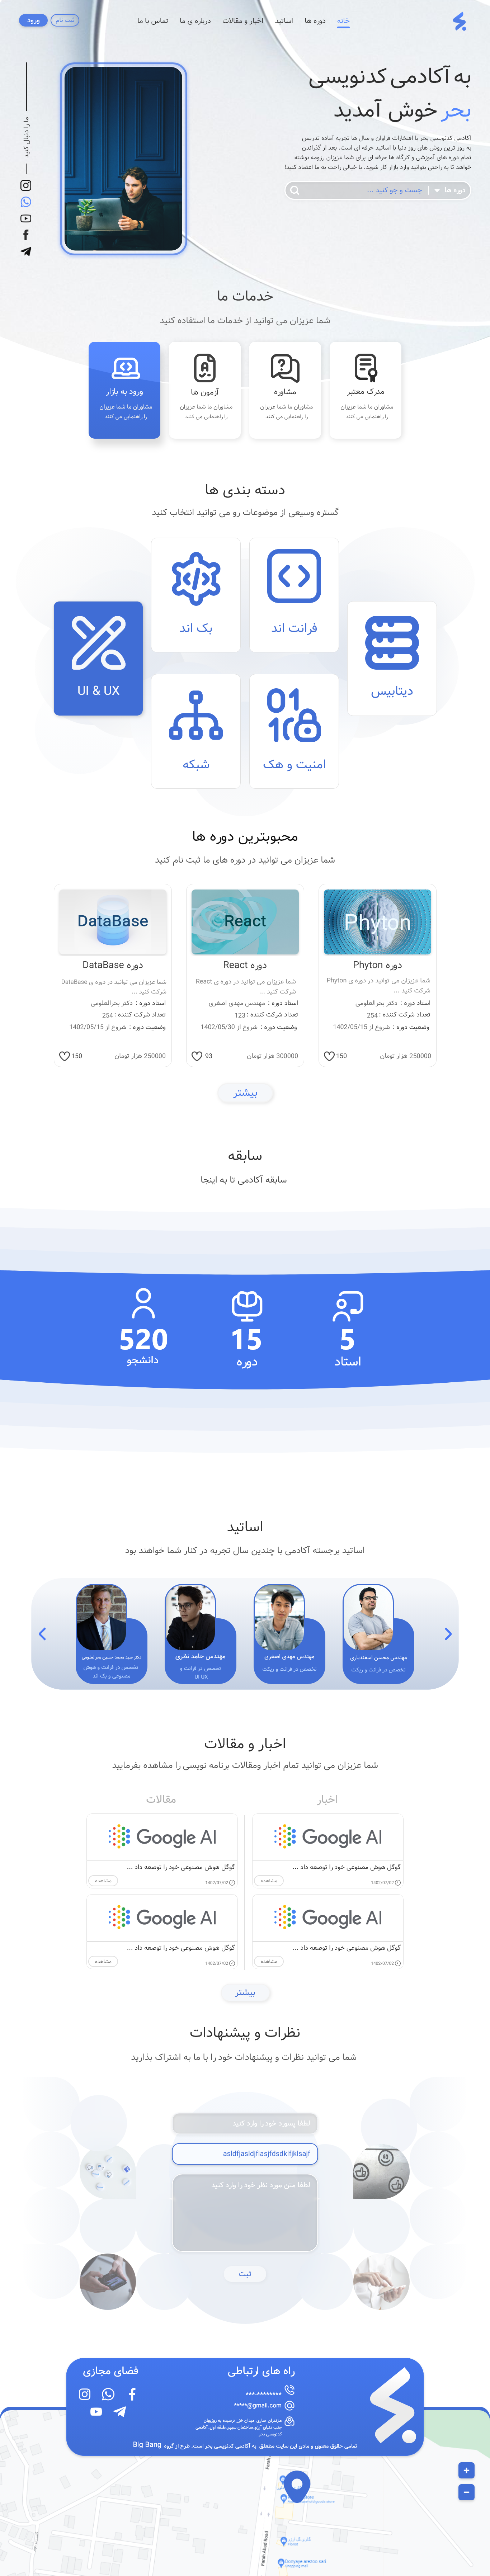 خانه
دوره ها
اساتید
اخبار و مقالات
درباره ی ما
تماس با ما
ثبت نام
ورود
به آکادمی کدنویسی
بحر خوش آمدید
آکادمی کدنویسی بحر با افتخارات فراوان و سال ها تجربه آماده تدریس
به روز ترین روش های روز دنیا با اساتید حرفه ای است. بعد از گذراندن
تمام دوره های آموزشی و کارگاه ها حرفه ای برای شما عزیزان رزومه نوشته
خواهد تا به راحتی بتوانید وارد بازار کار شوید. با خیالی راحت به ما اعتماد کنید!
دوره ها
جست و جو کنید ...
ما را دنبال کنید
خدمات ما
شما عزیزان می توانید از خدمات ما استفاده کنید
مدرک معتبر
مشاوران ما شما عزیزان
را راهنمایی می کنند
مشاوره
مشاوران ما شما عزیزان
را راهنمایی می کنند
آزمون ها
مشاوران ما شما عزیزان
را راهنمایی می کنند
ورود به بازار
مشاوران ما شما عزیزان
را راهنمایی می کنند
دسته بندی ها
گستره وسیعی از موضوعات رو می توانید انتخاب کنید
فرانت اند
بک اند
دیتابیس
UI & UX
امنیت و هک
شبکه
محبوبترین دوره ها
شما عزیزان می توانید در دوره های ما ثبت نام کنید
Phyton
دوره Phyton
شما عزیزان می توانید در دوره ی Phyton
شرکت کنید ...
استاد دوره : دکتر بحرالعلومی
تعداد شرکت کننده : 254
وضعیت دوره : شروع از 1402/05/15
250000 هزار تومان
150
React
دوره React
شما عزیزان می توانید در دوره ی React
شرکت کنید ...
استاد دوره : مهندس مهدی اصغری
تعداد شرکت کننده : 123
وضعیت دوره : شروع از 1402/05/30
300000 هزار تومان
93
DataBase
دوره DataBase
شما عزیزان می توانید در دوره ی DataBase
شرکت کنید ...
استاد دوره : دکتر بحرالعلومی
تعداد شرکت کننده : 254
وضعیت دوره : شروع از 1402/05/15
250000 هزار تومان
150
بیشتر
سابقه
سابقه آکادمی تا به اینجا
5
استاد
15
دوره
520
دانشجو
اساتید
اساتید برجسته آکادمی با چندین سال تجربه در کنار شما خواهند بود
مهندس محسن اسفندیاری
تخصص در فرانت و ریکت
مهندس مهدی اصغری
تخصص در فرانت و ریکت
مهندس حامد نظری
تخصص در فرانت و
UI UX
دکتر سید محمد حسین بحرالعلومی
تخصص در فرانت و هوش
مصنوعی و بک اند
اخبار و مقالات
شما عزیزان می توانید تمام اخبار ومقالات برنامه نویسی را مشاهده بفرمایید
اخبار
مقالات
Google AI
گوگل هوش مصنوعی خود را توصعه داد ...
1402/07/02
مشاهده
Google AI
گوگل هوش مصنوعی خود را توصعه داد ...
1402/07/02
مشاهده
Google AI
گوگل هوش مصنوعی خود را توصعه داد ...
1402/07/02
مشاهده
Google AI
گوگل هوش مصنوعی خود را توصعه داد ...
1402/07/02
مشاهده
بیشتر
نظرات و پیشنهادات
شما می توانید نظرات و پیشنهادات خود را با ما به اشتراک بذارید
لطفا پسورد خود را وارد کنید
asldfjasldjflasjfdsdklfjklsajf
لطفا متن مورد نظر خود را وارد کنید
ثبت
راه های ارتباطی
***-********
*****@gmail.com
فضای مجازی
تمامی حقوق معنوی و مادی این سایت مطعلق به آکادمی کدنویسی بحر است. طرح از گروه Big Bang
Farah Abad Road